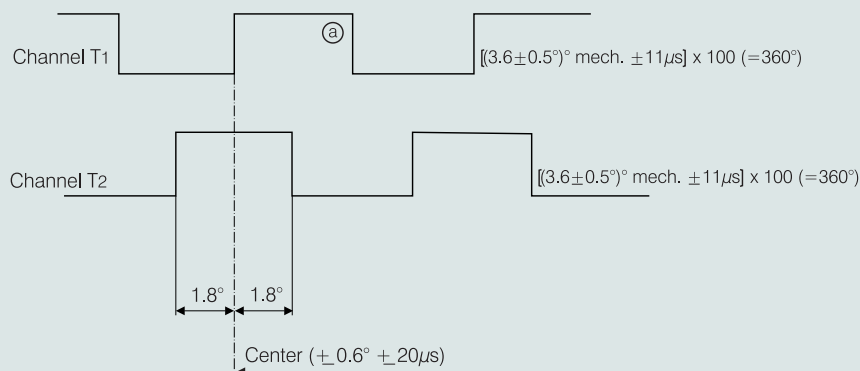 ⓐ
Channel T1
[(3.6±0.5°)° mech. ±11µs] x 100 (=360°)
Channel T2
[(3.6±0.5°)° mech. ±11µs] x 100 (=360°)
1.8° 1.8°
Center (±0.6° ±20µs)